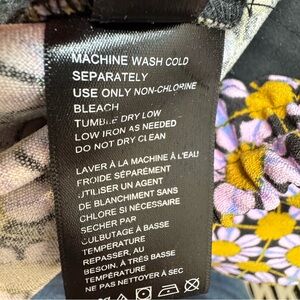 MACHINE WASH COLD
SEPARATELY
USE ONLY NON-CHLORINE
BLEACH
TUMBLE DRY LOW
LOW IRON AS NEEDED
DO NOT DRY CLEAN
LAVER À LA MACHINE À L'EAU
FROIDE SÉPARÉMENT
UTILISER UN AGENT
DE BLANCHIMENT SANS
CHLORE SI NÉCESSAIRE
SECHER PAR
CULBUTAGE À BASSE
TEMPÉRATURE
REPASSER, AU
BESOIN, À TRÈS BASSE
TEMPÉRATURE
NE PAS NETTOYER À SEC